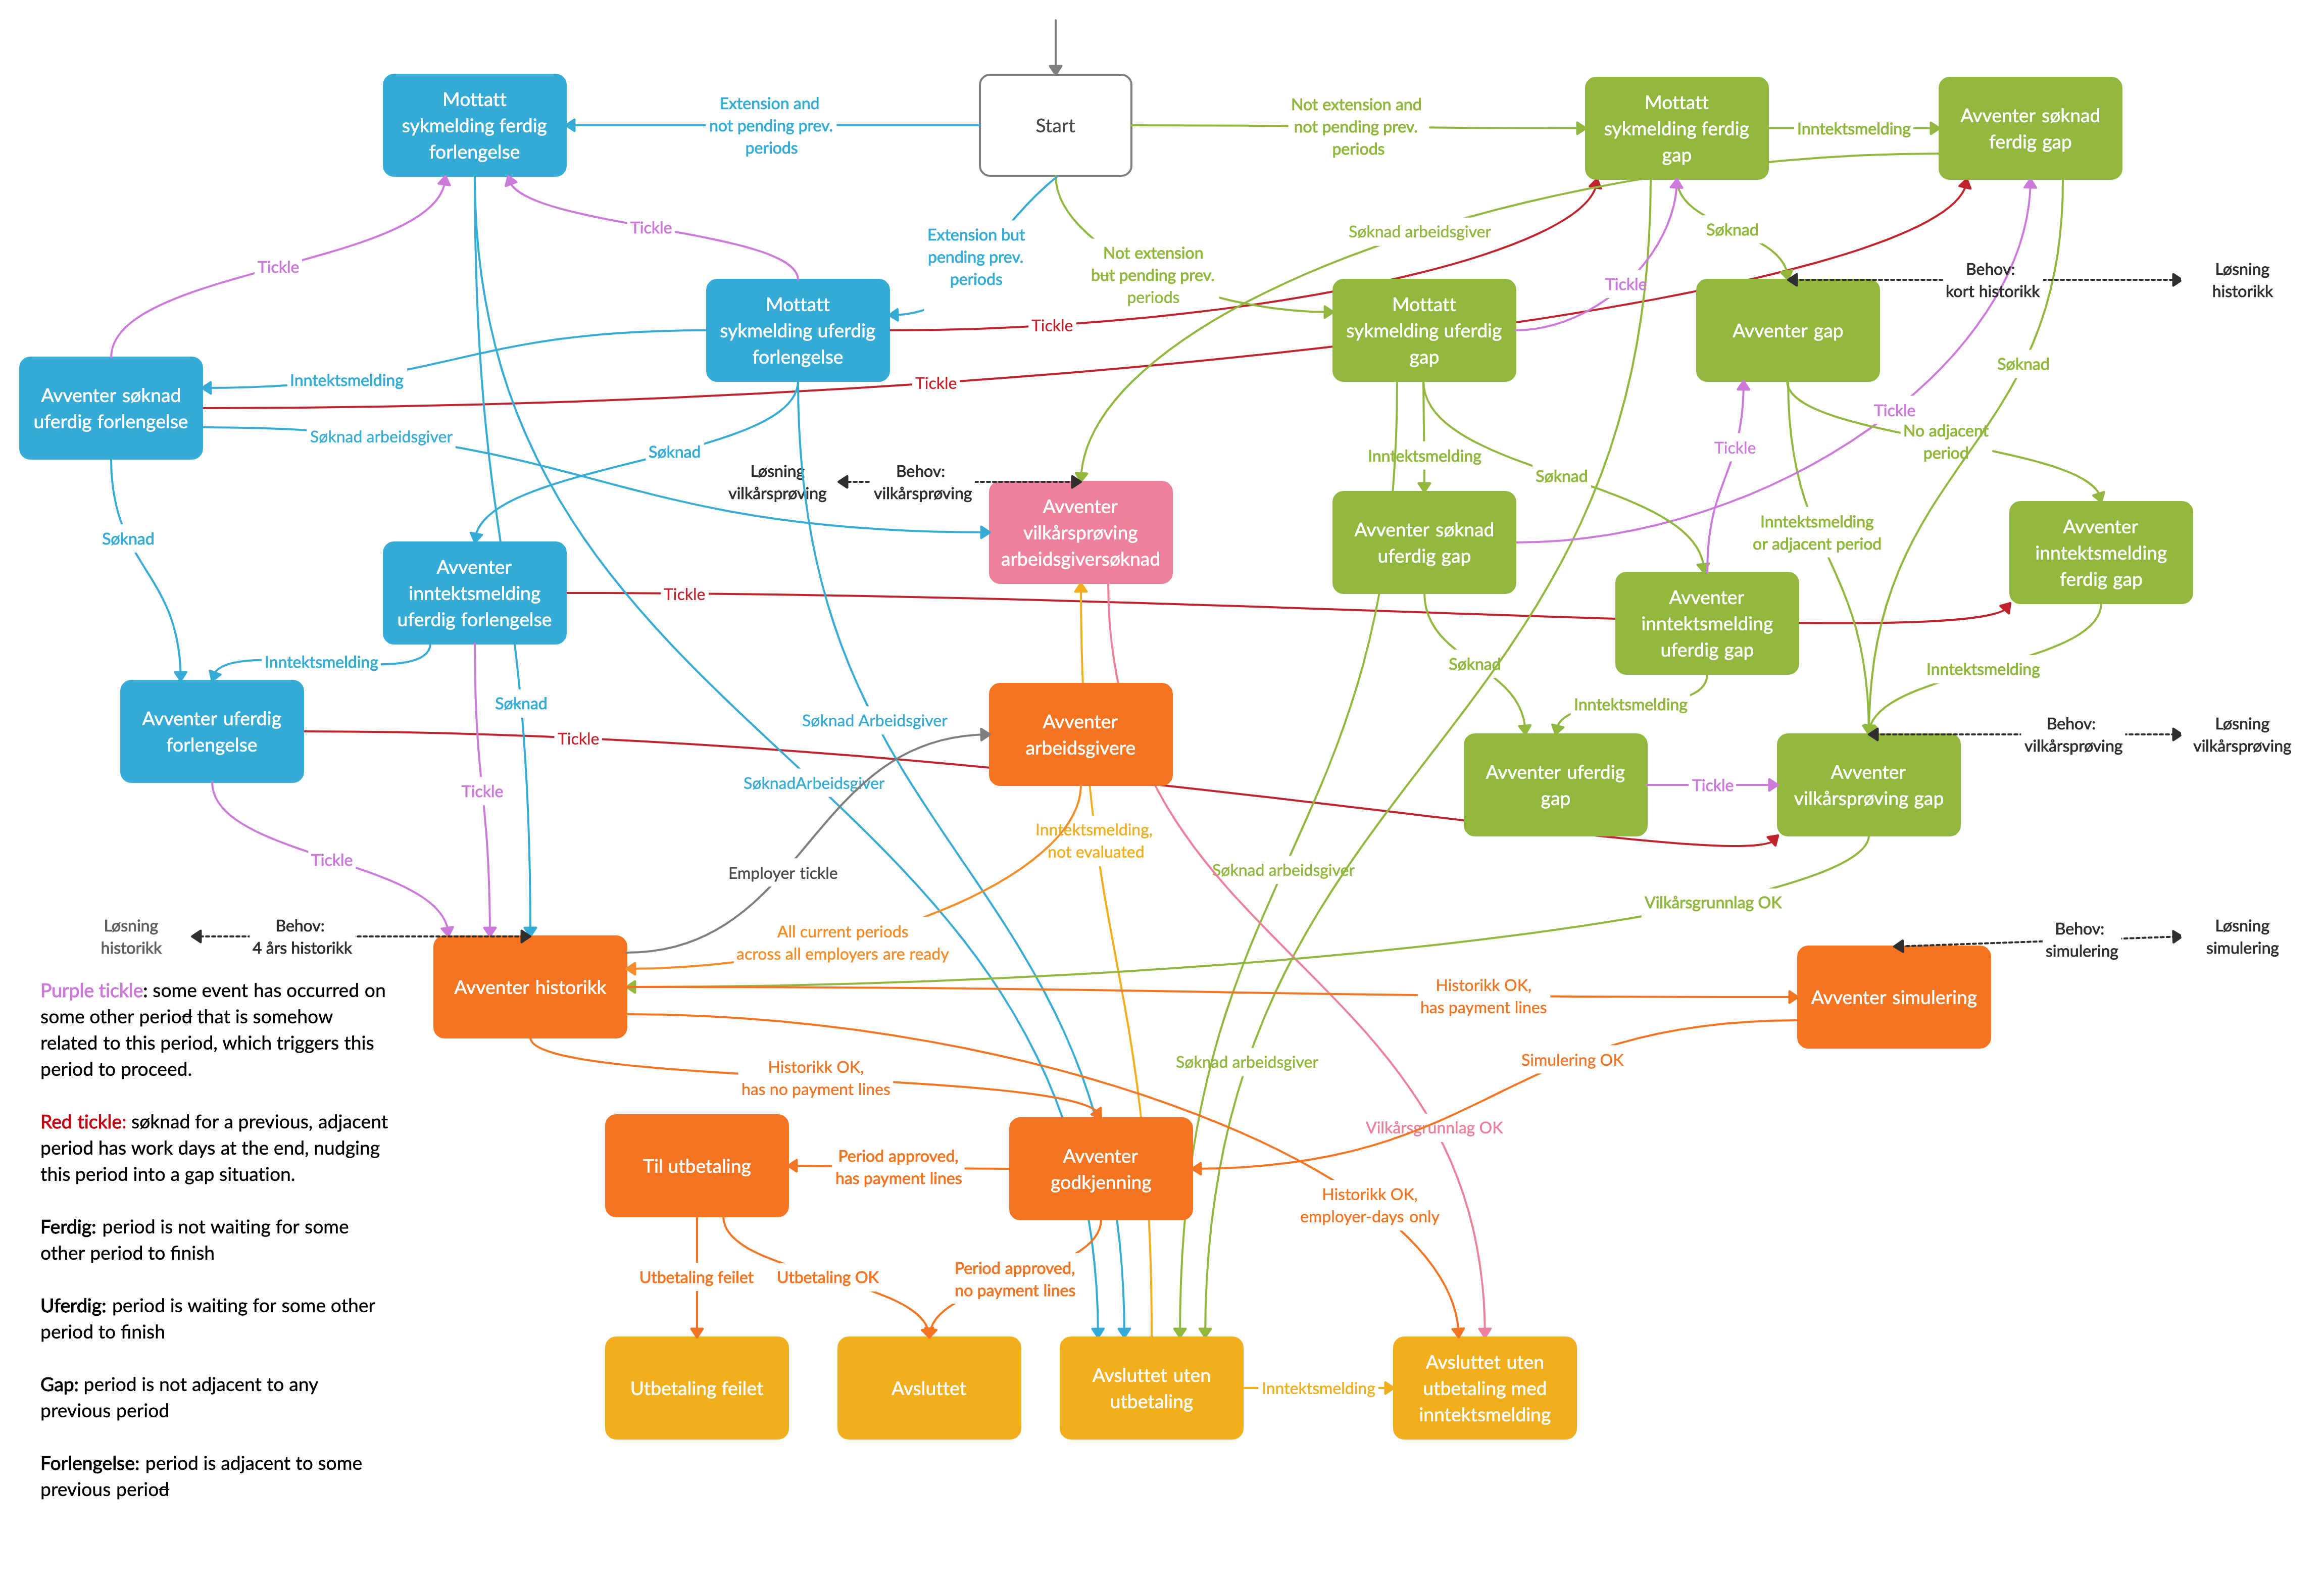 Mottatt
sykmelding ferdig
forlengelse
Extension and
not pending prev.
periods
Start
Not extension and
not pending prev.
periods
Mottatt
sykmelding ferdig
gap
Inntektsmelding
Avventer søknad
ferdig gap
Tickle
Tickle
Extension but
pending prev.
periods
Not extension
but pending prev.
periods
Søknad arbeidsgiver
Søknad
Tickle
Behov:
kort historikk
Løsning
historikk
Mottatt
sykmelding uferdig
forlengelse
Tickle
Mottatt
sykmelding uferdig
gap
Avventer gap
Avventer søknad
uferdig forlengelse
Inntektsmelding
Tickle
Søknad
Søknad arbeidsgiver
Søknad
Løsning
vilkårsprøving
Behov:
vilkårsprøving
Inntektsmelding
Søknad
Tickle
Tickle
No adjacent
period
Avventer
vilkårsprøving
arbeidsgiversøknad
Avventer søknad
uferdig gap
Inntektsmelding
or adjacent period
Avventer
inntektsmelding
ferdig gap
Søknad
Avventer
inntektsmelding
uferdig forlengelse
Tickle
Avventer
inntektsmelding
uferdig gap
Inntektsmelding
Søknad
Søknad
Inntektsmelding
Inntektsmelding
Avventer uferdig
forlengelse
Tickle
Søknad Arbeidsgiver
Avventer
arbeidsgivere
Behov:
vilkårsprøving
Løsning
vilkårsprøving
Tickle
SøknadArbeidsgiver
Avventer uferdig
gap
Tickle
Avventer
vilkårsprøving gap
Tickle
Employer tickle
Inntektsmelding,
not evaluated
Søknad arbeidsgiver
Vilkårsgrunnlag OK
Løsning
historikk
Behov:
4 års historikk
All current periods
across all employers are ready
Behov:
simulering
Løsning
simulering
Avventer historikk
Historikk OK,
has payment lines
Avventer simulering
Purple tickle: some event has occurred on
some other period that is somehow
related to this period, which triggers this
period to proceed.
Historikk OK,
has no payment lines
Søknad arbeidsgiver
Simulering OK
Red tickle: søknad for a previous, adjacent
period has work days at the end, nudging
this period into a gap situation.
Til utbetaling
Period approved,
has payment lines
Avventer
godkjenning
Vilkårsgrunnlag OK
Historikk OK,
employer-days only
Ferdig: period is not waiting for some
other period to finish
Utbetaling feilet
Utbetaling OK
Period approved,
no payment lines
Uferdig: period is waiting for some other
period to finish
Utbetaling feilet
Avsluttet
Avsluttet uten
utbetaling
Inntektsmelding
Avsluttet uten
utbetaling med
inntektsmelding
Gap: period is not adjacent to any
previous period
Forlengelse: period is adjacent to some
previous period